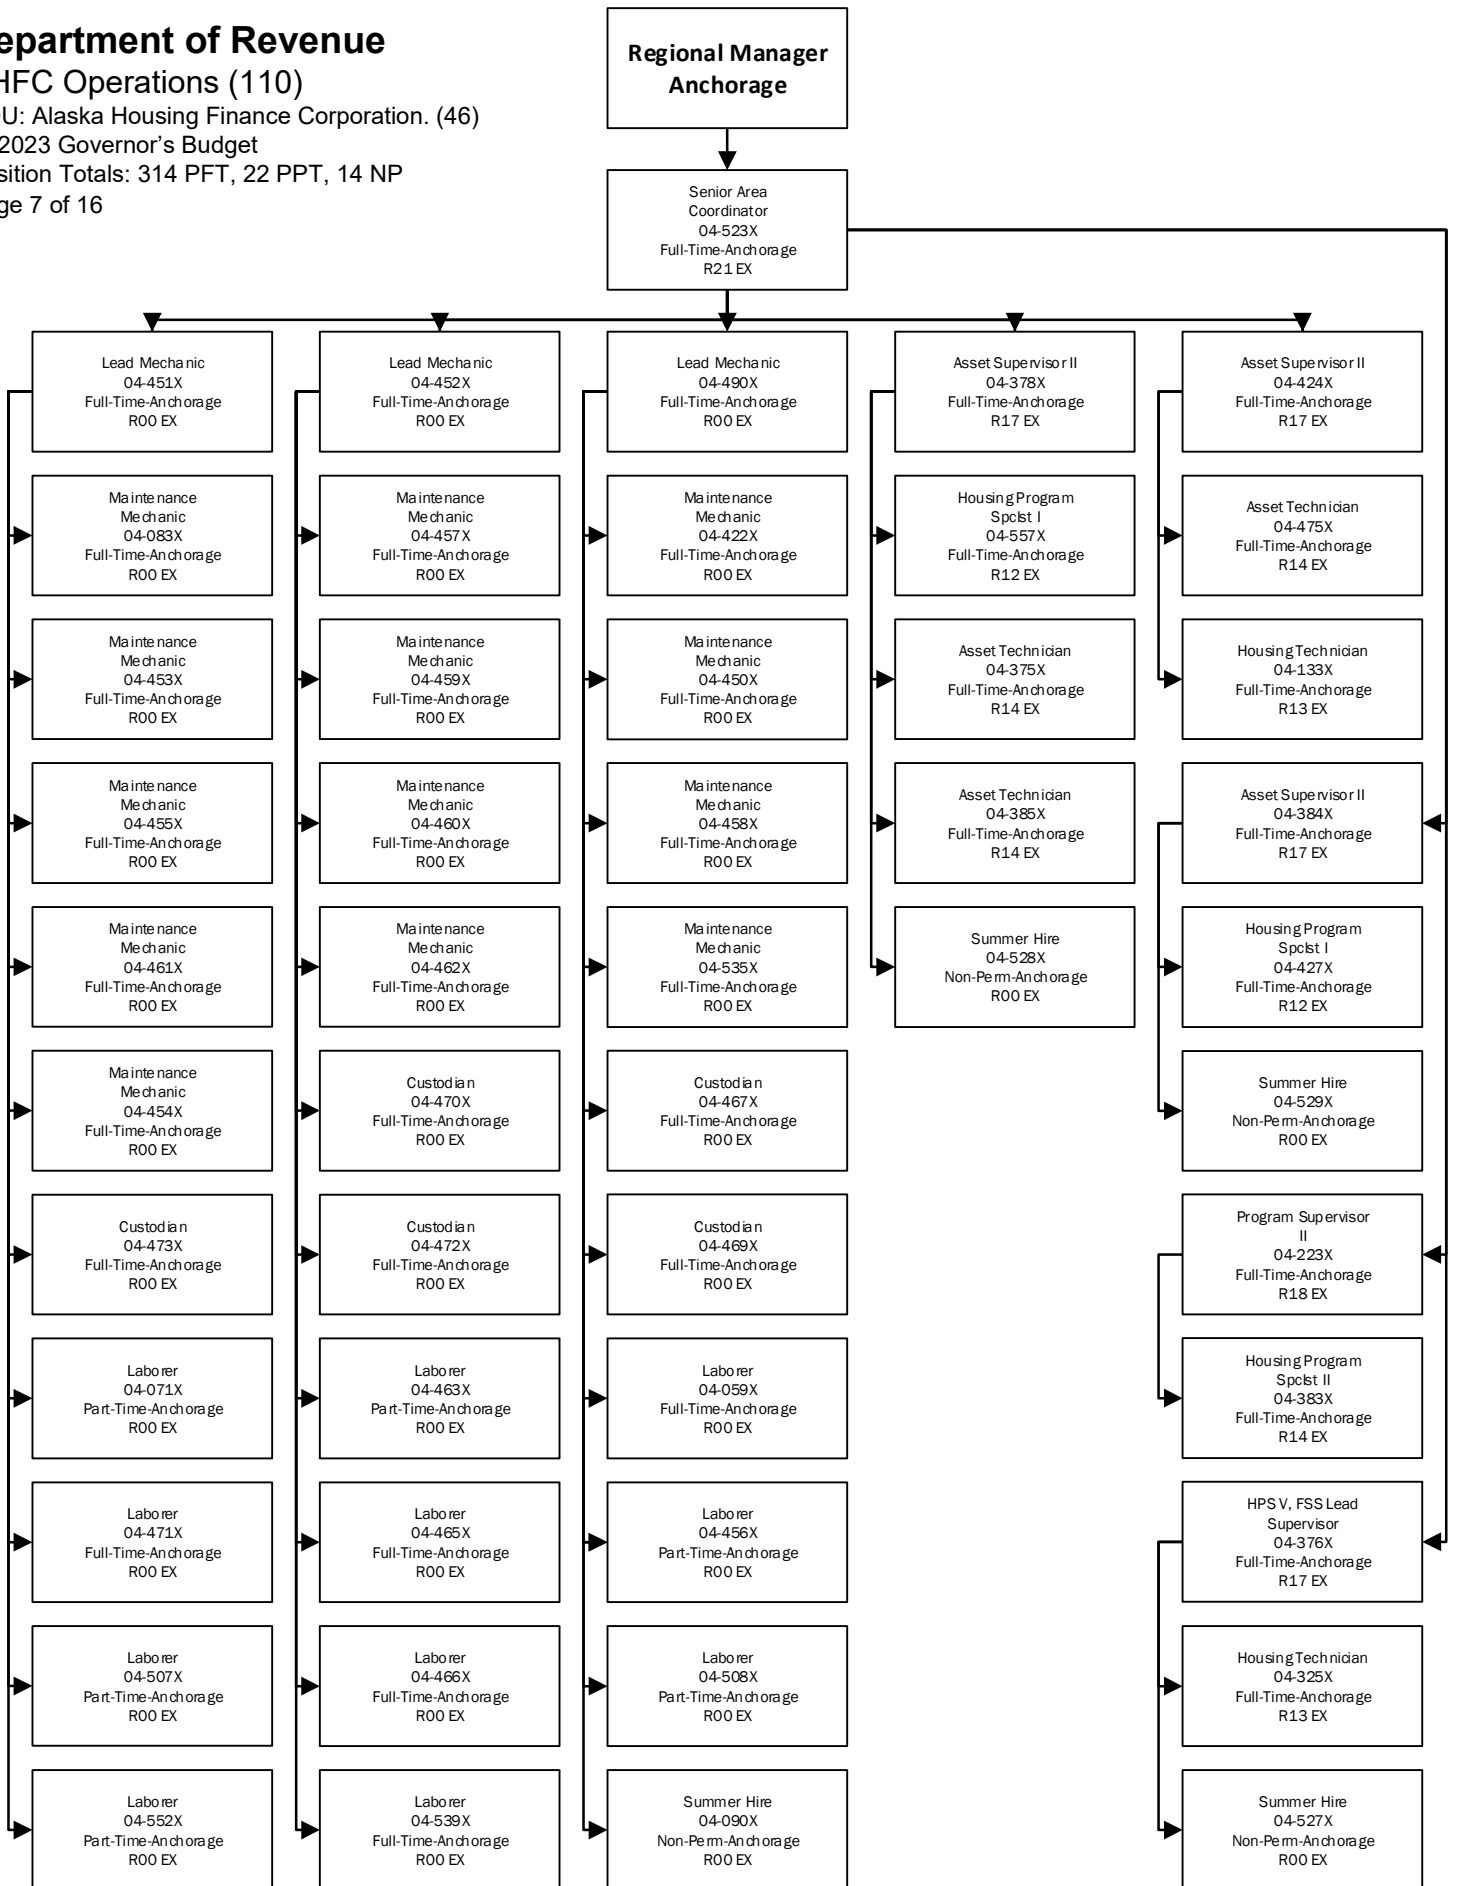 epartment of Revenue
HFC Operations (110)
U: Alaska Housing Finance Corporation. (46)
2023 Governor's Budget
sition Totals: 314 PFT, 22 PPT, 14 NP
ge 7 of 16
Regional Manager
Anchorage
Senior Area
Coordinator
04-523X
Full-Time-Anchorage
R21 EX
Lead Mechanic
04-451X
Full-Time-Anchorage
R00 EX
Maintenance
Mechanic
04-083X
Full-Time-Anchorage
R00 EX
Maintenance
Mechanic
04-453X
Full-Time-Anchorage
R00 EX
Maintenance
Mechanic
04-455X
Full-Time-Anchorage
R00 EX
Maintenance
Mechanic
04-461X
Full-Time-Anchorage
R00 EX
Maintenance
Mechanic
04-454X
Full-Time-Anchorage
R00 EX
Custodian
04-473X
Full-Time-Anchorage
R00 EX
Laborer
04-071X
Part-Time-Anchorage
R00 EX
Laborer
04-471X
Full-Time-Anchorage
R00 EX
Laborer
04-507X
Part-Time-Anchorage
R00 EX
Laborer
04-552X
Part-Time-Anchorage
R00 EX
Lead Mechanic
04-452X
Full-Time-Anchorage
R00 EX
Maintenance
Mechanic
04-457X
Full-Time-Anchorage
R00 EX
Maintenance
Mechanic
04-459X
Full-Time-Anchorage
R00 EX
Maintenance
Mechanic
04-460X
Full-Time-Anchorage
R00 EX
Maintenance
Mechanic
04-462X
Full-Time-Anchorage
R00 EX
Custodian
04-470X
Full-Time-Anchorage
R00 EX
Custodian
04-472X
Full-Time-Anchorage
R00 EX
Laborer
04-463X
Part-Time-Anchorage
R00 EX
Laborer
04-465X
Full-Time-Anchorage
R00 EX
Laborer
04-466X
Full-Time-Anchorage
R00 EX
Laborer
04-539X
Full-Time-Anchorage
R00 EX
Lead Mechanic
04-490X
Full-Time-Anchorage
R00 EX
Maintenance
Mechanic
04-422X
Full-Time-Anchorage
R00 EX
Maintenance
Mechanic
04-450X
Full-Time-Anchorage
R00 EX
Maintenance
Mechanic
04-458X
Full-Time-Anchorage
R00 EX
Maintenance
Mechanic
04-535X
Full-Time-Anchorage
R00 EX
Custodian
04-467X
Full-Time-Anchorage
R00 EX
Custodian
04-469X
Full-Time-Anchorage
R00 EX
Laborer
04-059X
Full-Time-Anchorage
R00 EX
Laborer
04-456X
Part-Time-Anchorage
R00 EX
Laborer
04-508X
Part-Time-Anchorage
R00 EX
Summer Hire
04-090X
Non-Perm-Anchorage
R00 EX
Asset Supervisor II
04-378X
Full-Time-Anchorage
R17 EX
Housing Program
Spclst I
04-557X
Full-Time-Anchorage
R12 EX
Asset Technician
04-375X
Full-Time-Anchorage
R14 EX
Asset Technician
04-385X
Full-Time-Anchorage
R14 EX
Summer Hire
04-528X
Non-Perm-Anchorage
R00 EX
Asset Supervisor II
04-424X
Full-Time-Anchorage
R17 EX
Asset Technician
04-475X
Full-Time-Anchorage
R14 EX
Housing Technician
04-133X
Full-Time-Anchorage
R13 EX
Asset Supervisor II
04-384X
Full-Time-Anchorage
R17 EX
Housing Program
Spclst I
04-427X
Full-Time-Anchorage
R12 EX
Summer Hire
04-529X
Non-Perm-Anchorage
R00 EX
Program Supervisor
II
04-223X
Full-Time-Anchorage
R18 EX
Housing Program
Spclst II
04-383X
Full-Time-Anchorage
R14 EX
HPS V, FSS Lead
Supervisor
04-376X
Full-Time-Anchorage
R17 EX
Housing Technician
04-325X
Full-Time-Anchorage
R13 EX
Summer Hire
04-527X
Non-Perm-Anchorage
R00 EX